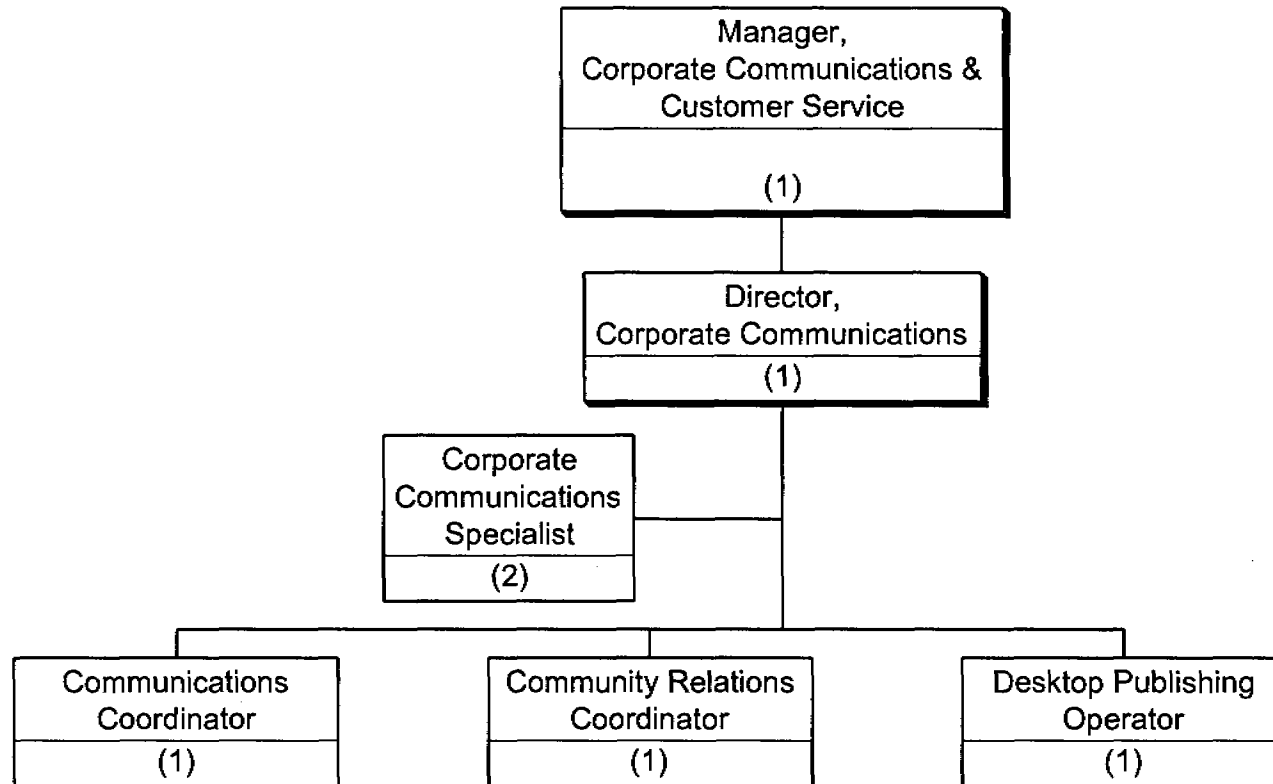 Manager,
Corporate Communications &
Customer Service
(1)
Director,
Corporate Communications
(1)
Corporate
Communications
Specialist
(2)
Communications
Coordinator
(1)
Community Relations
Coordinator
(1)
Desktop Publishing
Operator
(1)